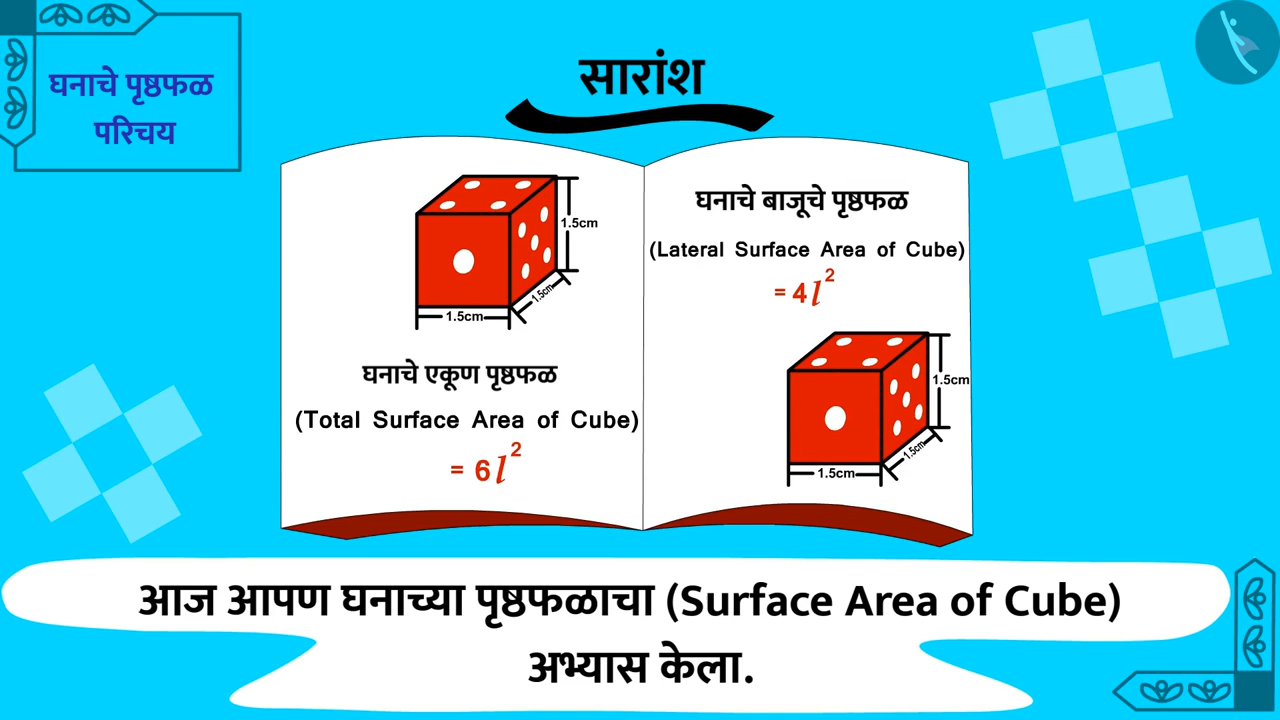 घनाचे पृष्ठफळ
परिचय
सारांश
1.5cm
1.5cm
1.5cm
घनाचे एकूण पृष्ठफळ
(Total Surface Area of Cube)
= 6l²
घनाचे बाजूचे पृष्ठफळ
(Lateral Surface Area of Cube)
= 4l²
1.5cm
1.5cm
1.5cm
आज आपण घनाच्या पृष्ठफळाचा (Surface Area of Cube)
अभ्यास केला.